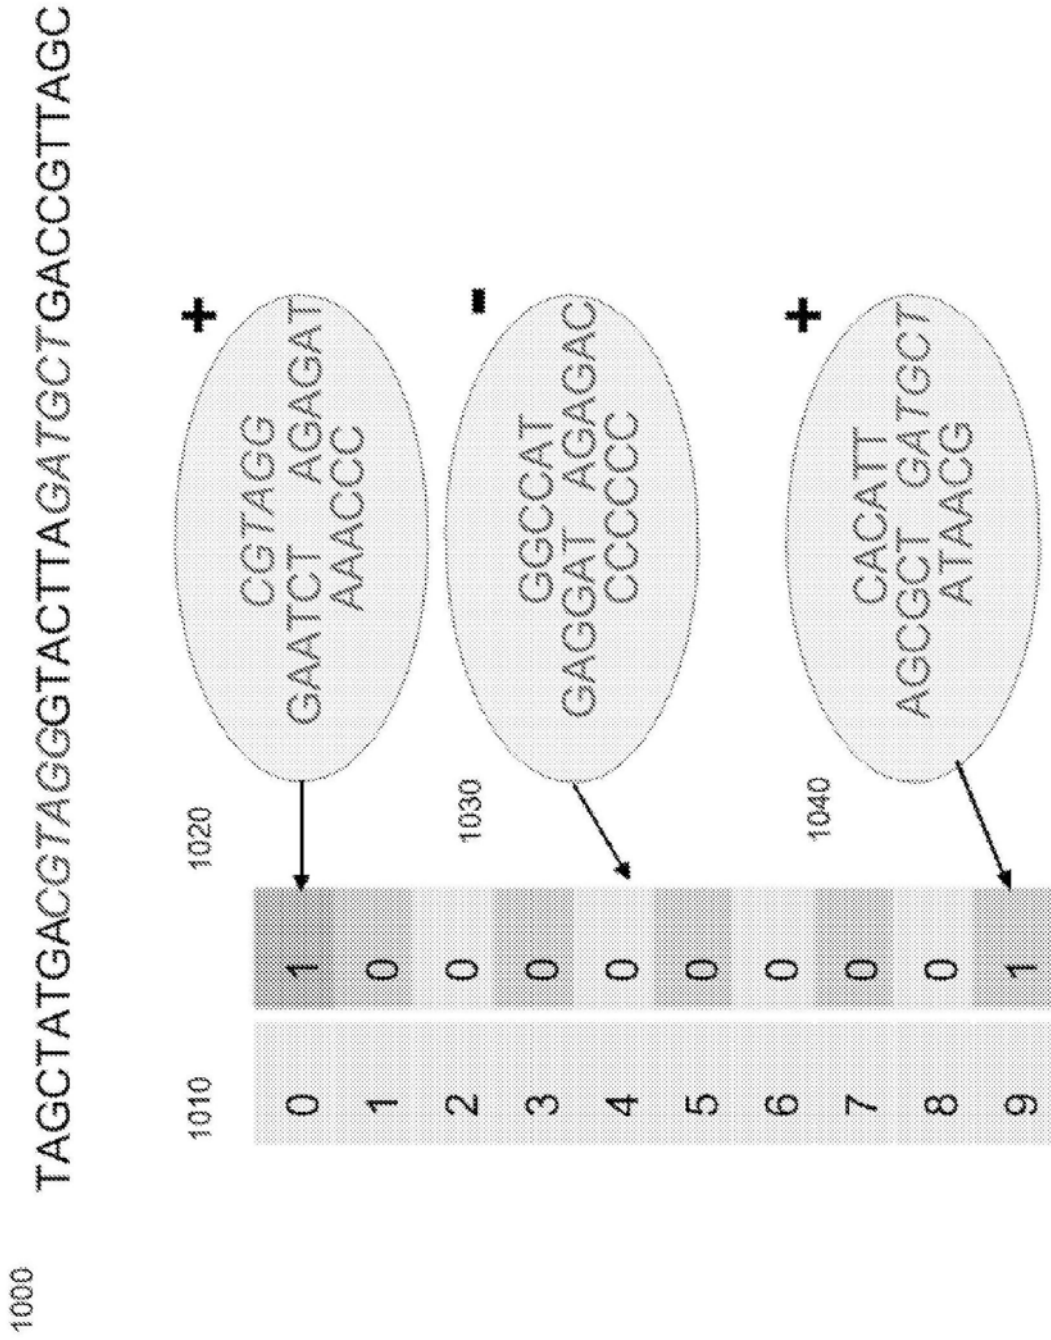 1000
TAGCTATGACGTAGGGTACTTAGATGCTGACCGTTAGC
1010
1020
+
0 1
1 0
2 0
3 0
4 0
5 0
6 0
7 0
8 0
9 1
CGTAGG
GAATCT AGAGAT
AACCC
1030
-
GGCCAT
GAGGAT AGAGAC
CCCCCC
1040
+
CACATT
AGCGCT GATGCT
ATAACG